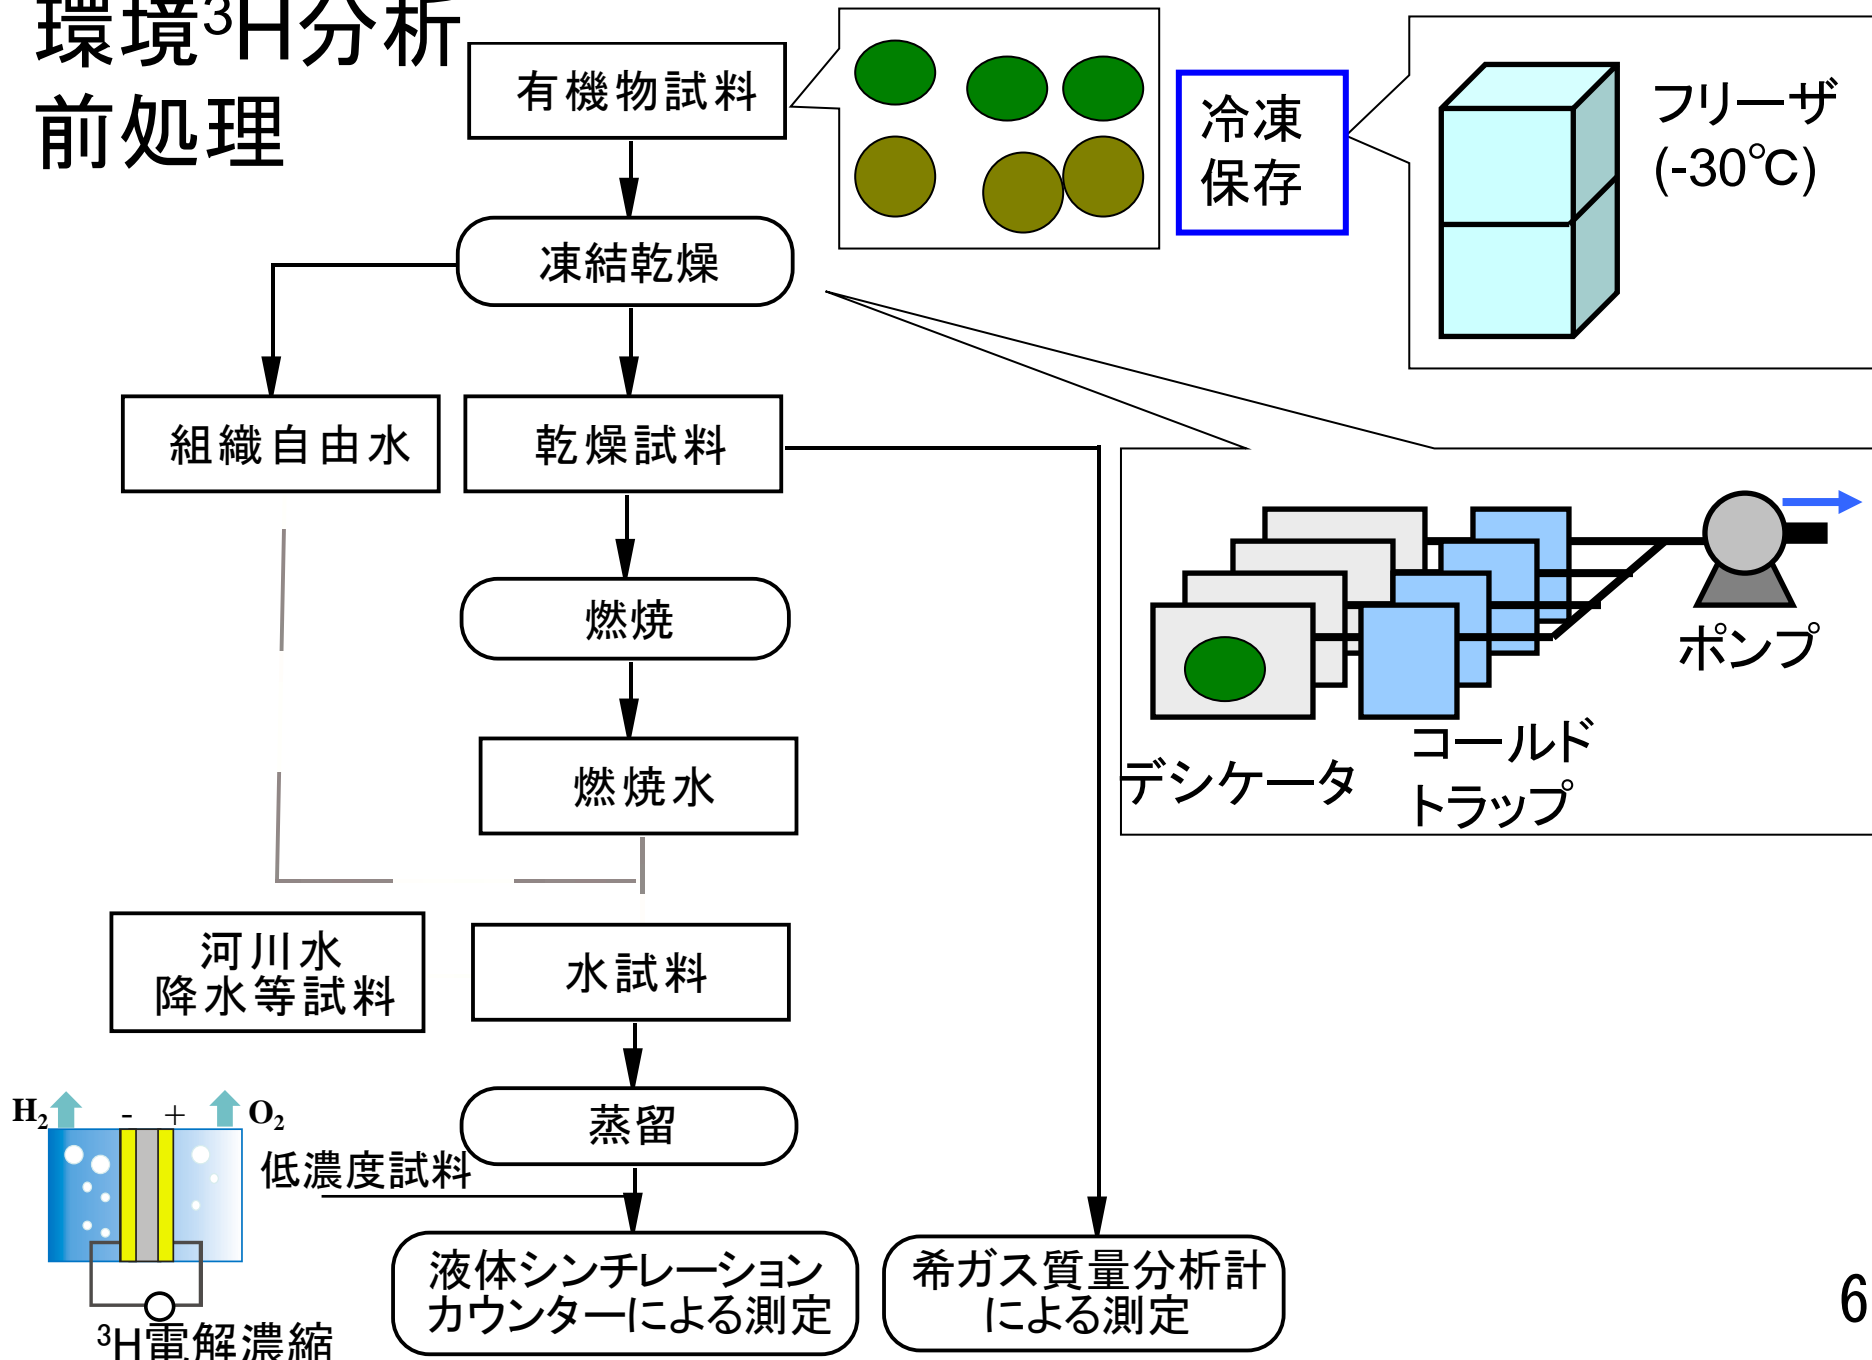 環境³H分析
前処理
有機物試料
冷凍
保存
フリーザ
(-30℃)
凍結乾燥
組織自由水
乾燥試料
燃焼
ポンプ
コールド
トラップ
デシケータ
燃焼水
河川水
降水等試料
水試料
H₂
- +
O₂
蒸留
低濃度試料
液体シンチレーション
カウンターによる測定
希ガス質量分析計
による測定
³H電解濃縮
6